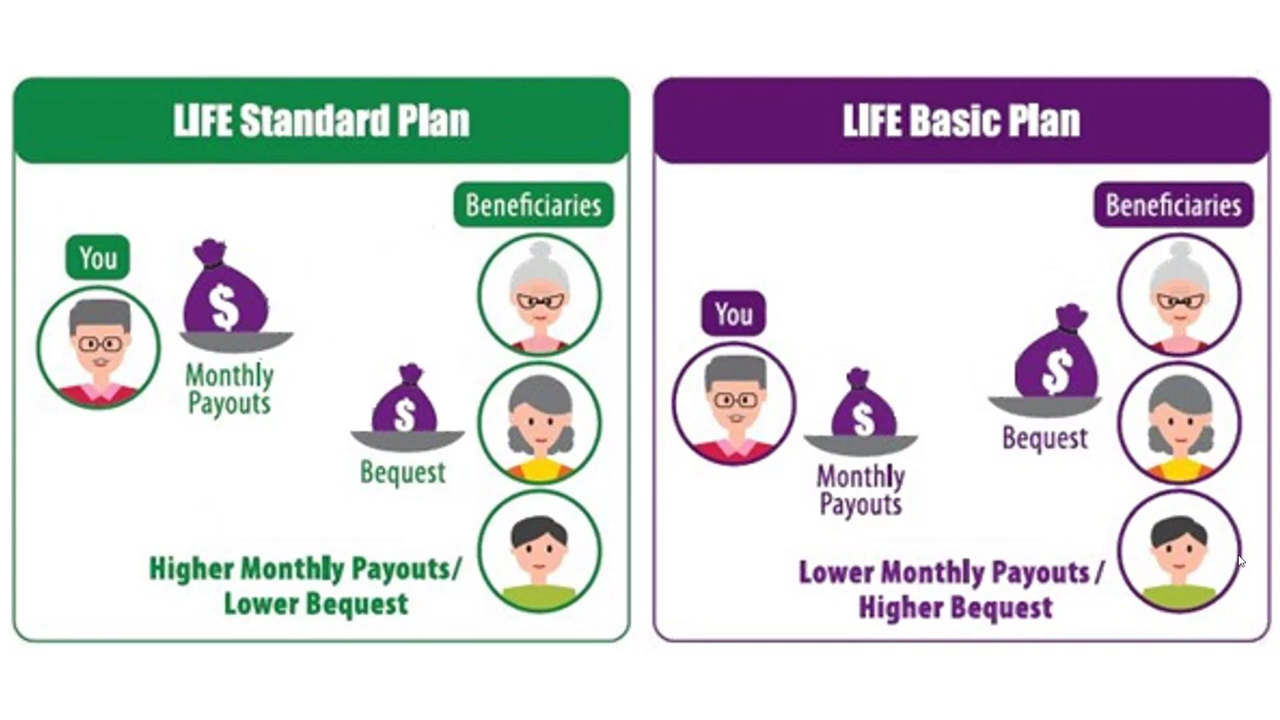 LIFE Standard Plan
Beneficiaries
You
$
Monthly
Payouts
$
Bequest
Higher Monthly Payouts/
Lower Bequest
LIFE Basic Plan
Beneficiaries
You
$
Bequest
$
Monthly
Payouts
Lower Monthly Payouts /
Higher Bequest